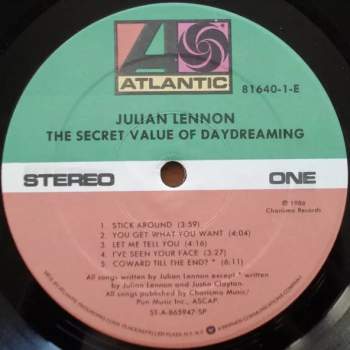 ATLANTIC
81640-1-E
JULIAN LENNON
THE SECRET VALUE OF DAYDREAMING
STEREO
ONE
℗ 1986
Charisma Records
1 STICK AROUND (3:59)
2 YOU GET WHAT YOU WANT (4:04)
3 LET ME TELL YOU (4:16)
4 I'VE SEEN YOUR FACE (3:27)
5 COWARD TILL THE END? * (6:11)
All songs written by Julian Lennon except * written
by Julian Lennon and Justin Clayton.
All songs published by Charisma Music/
Pun Music Inc., ASCAP.
ST-A-865947-SP